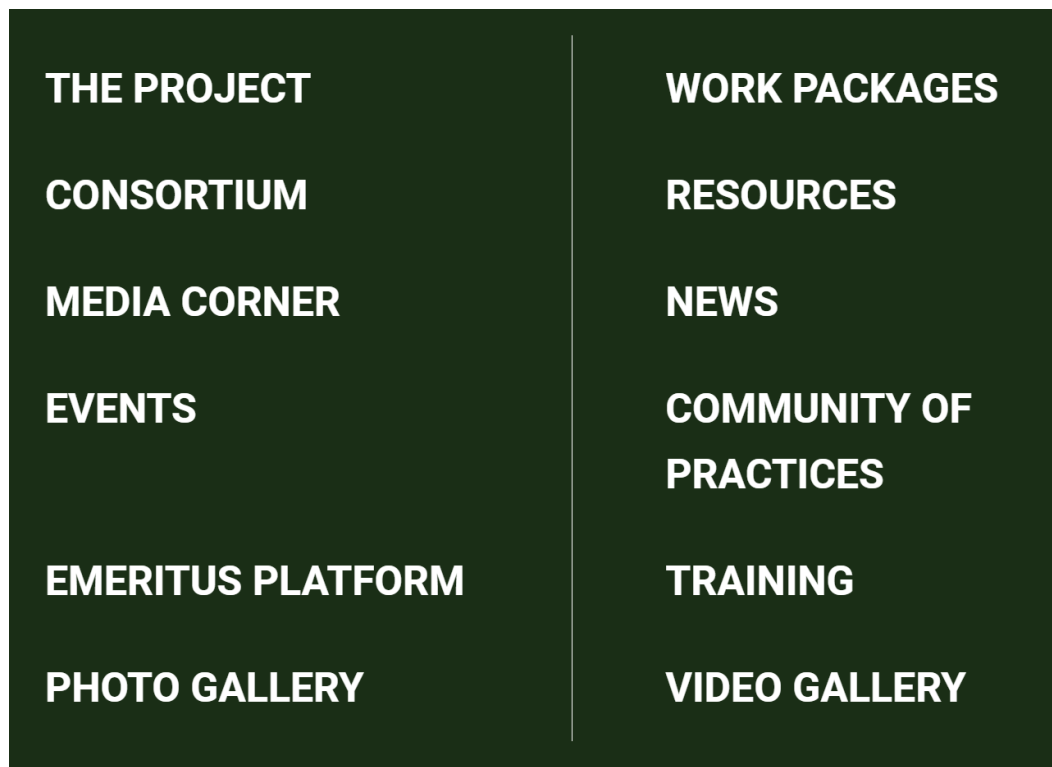 THE PROJECT
WORK PACKAGES
CONSORTIUM
RESOURCES
MEDIA CORNER
NEWS
EVENTS
COMMUNITY OF
PRACTICES
EMERITUS PLATFORM
TRAINING
PHOTO GALLERY
VIDEO GALLERY